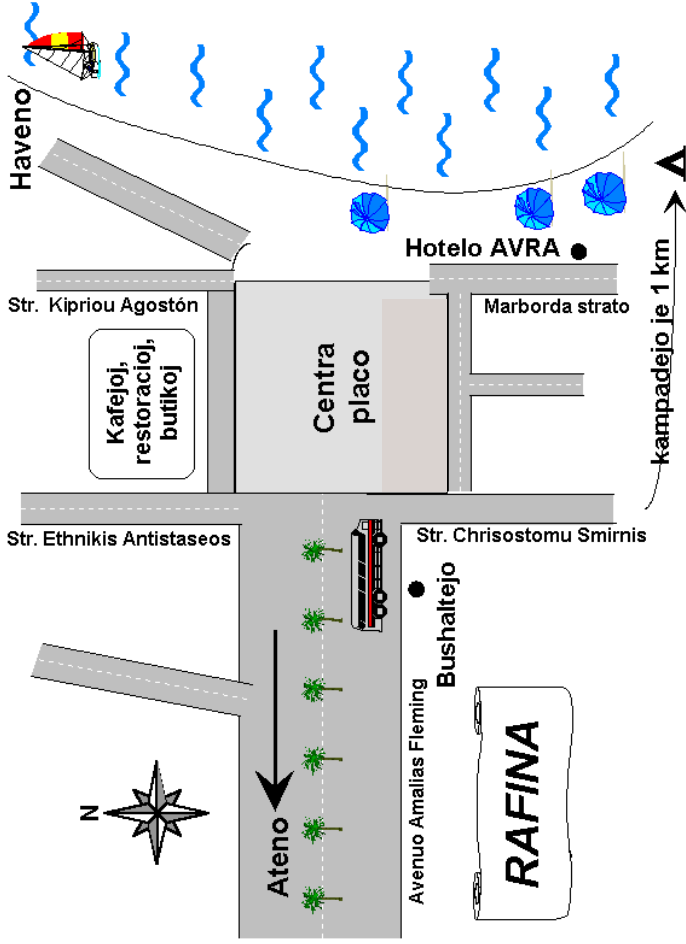 Haveno
Hotelo AVRA
Str. Kipriou Agostón
Marborda strato
Kafejoj,
restoracioj,
butikoj
Centra
placo
kampadejo je 1 km
Str. Ethnikis Antistaseos
Str. Chrisostomu Smirnis
Bushaltejo
Avenuo Amalias Fleming
Ateno
N
RAFINA